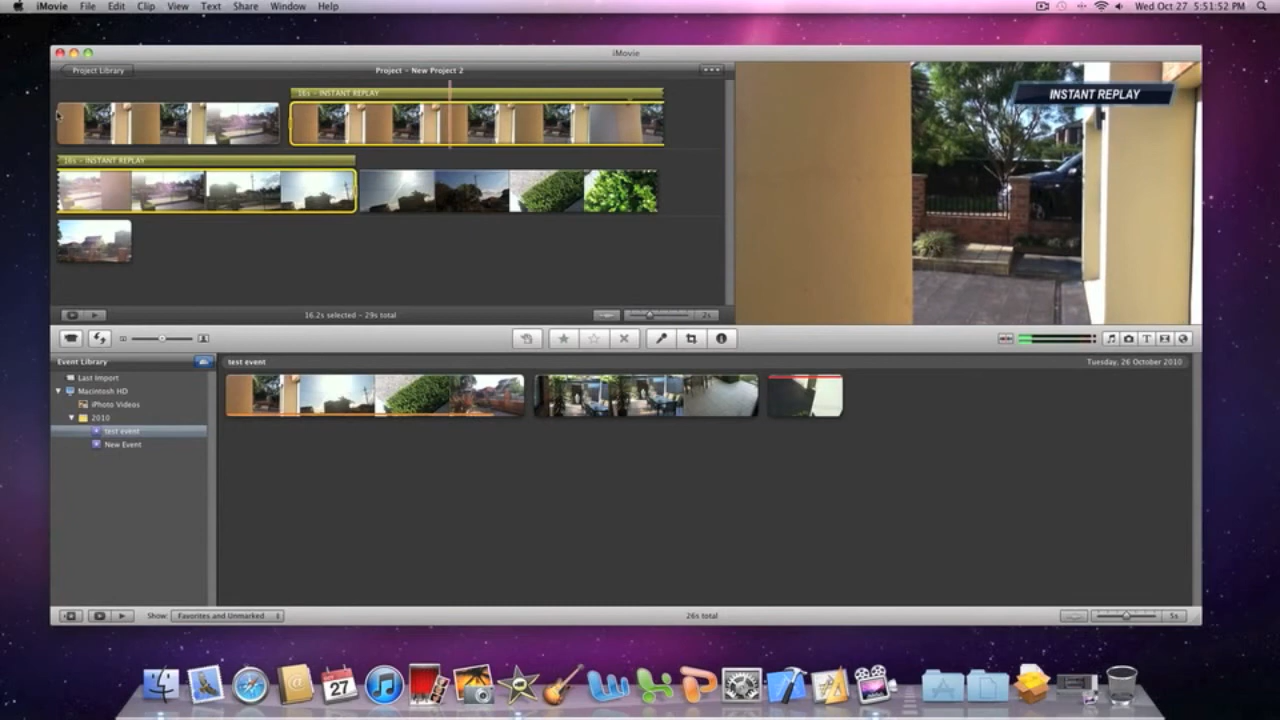 iMovie File Edit Clip View Text Share Window Help Wed Oct 27 5:51:52 PM
iMovie
Project Library Project - New Project 2
16s - INSTANT REPLAY
INSTANT REPLAY
16s - INSTANT REPLAY
16.2s selected - 29s total 2s
Event Library test event Tuesday, 26 October 2010
Last Import
Macintosh HD
iPhoto Videos
2010
test event
New Event
Show: Favorites and Unmarked 26s total 5s
27